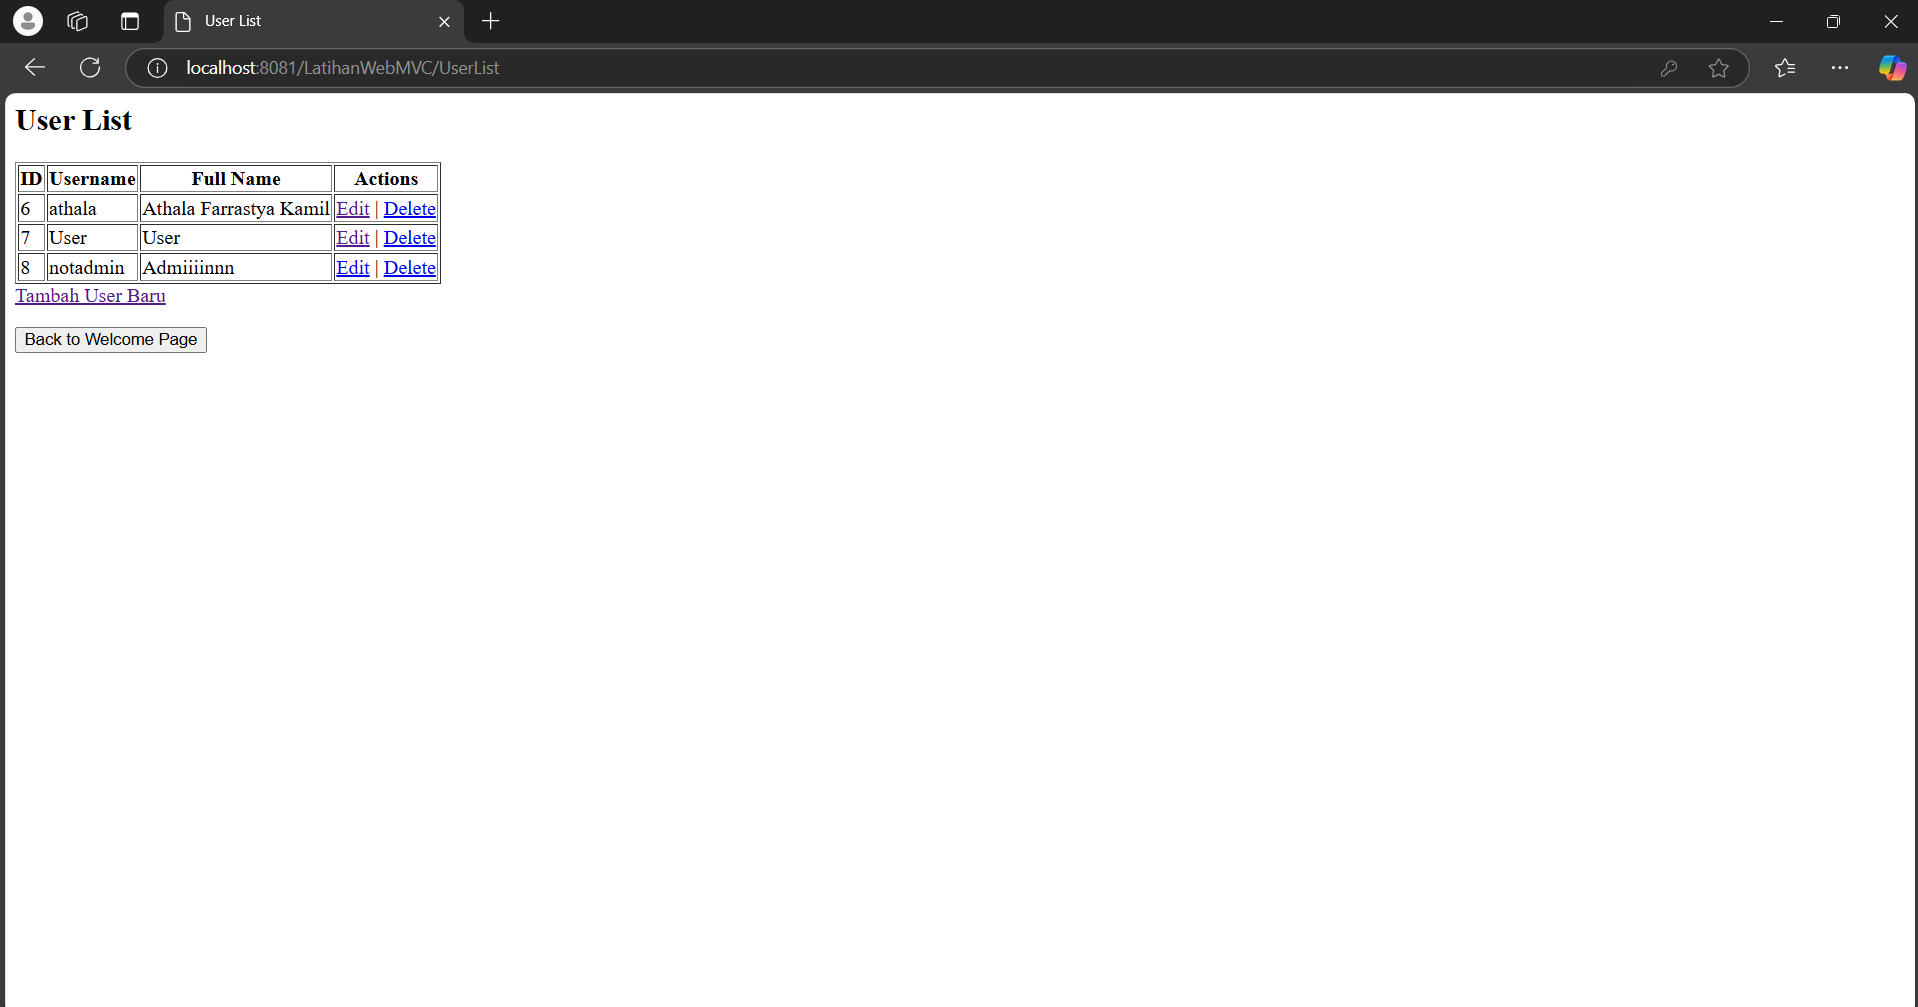 User List
localhost:8081/LatihanWebMVC/UserList
User List
ID Username Full Name Actions
6 athala Athala Farrastya Kamil Edit | Delete
7 User User Edit | Delete
8 notadmin Admiiiinnn Edit | Delete
Tambah User Baru
Back to Welcome Page